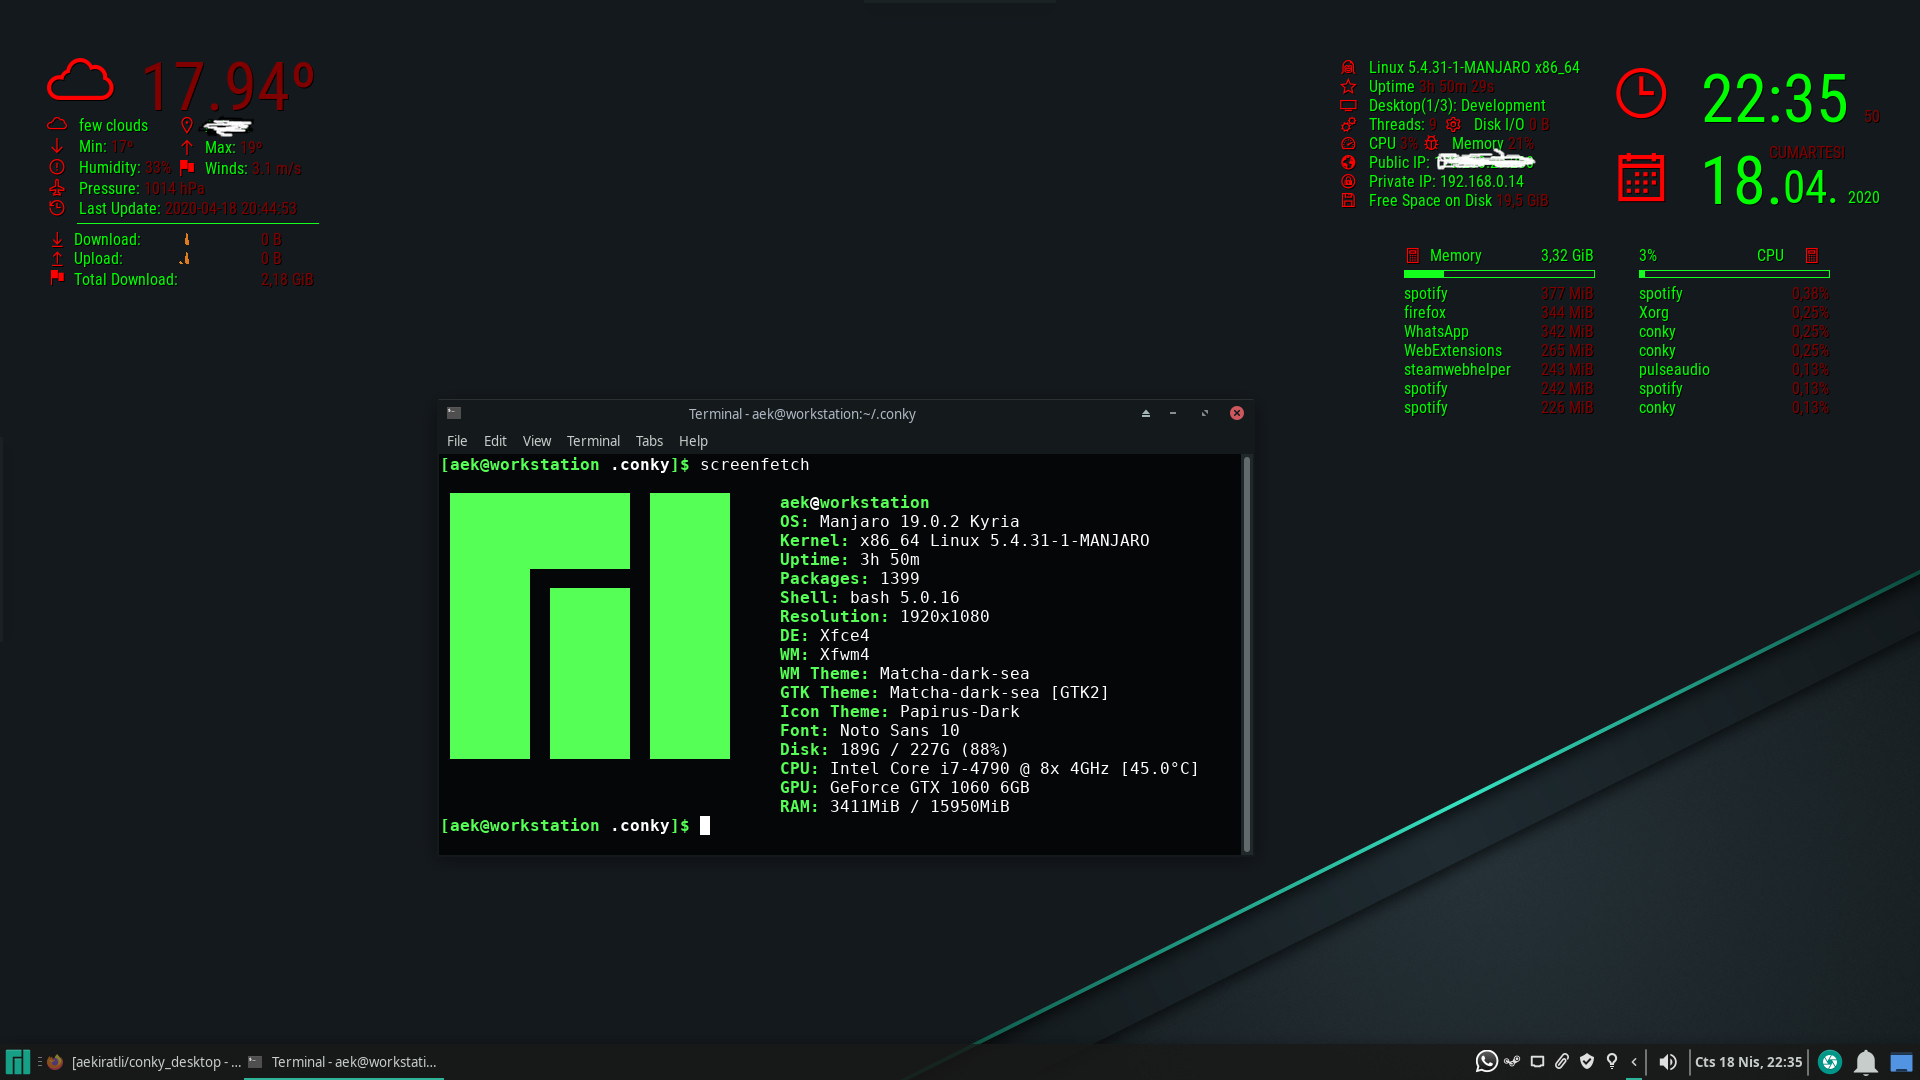 17.94º
few clouds
Min: 17º Max: 19º
Humidity: 33% Winds: 3.1 m/s
Pressure: 1014 hPa
Last Update: 2020-04-18 20:44:53
Download: 0 B
Upload: 0 B
Total Download: 2,18 GiB
Linux 5.4.31-1-MANJARO x86_64
Uptime 3h 50m 29s
Desktop(1/3): Development
Threads: 9 Disk I/O 0 B
CPU 3% Memory 21%
Public IP:
Private IP: 192.168.0.14
Free Space on Disk 19,5 GiB
22:35 50
CUMARTESI
18.04. 2020
Memory 3,32 GiB
spotify 377 MiB
firefox 344 MiB
WhatsApp 342 MiB
WebExtensions 265 MiB
steamwebhelper 243 MiB
spotify 242 MiB
spotify 226 MiB
3% CPU
spotify 0,38%
Xorg 0,25%
conky 0,25%
conky 0,25%
pulseaudio 0,13%
spotify 0,13%
conky 0,13%
Terminal - aek@workstation:~/.conky
File Edit View Terminal Tabs Help
[aek@workstation .conky]$ screenfetch
aek@workstation
OS: Manjaro 19.0.2 Kyria
Kernel: x86_64 Linux 5.4.31-1-MANJARO
Uptime: 3h 50m
Packages: 1399
Shell: bash 5.0.16
Resolution: 1920x1080
DE: Xfce4
WM: Xfwm4
WM Theme: Matcha-dark-sea
GTK Theme: Matcha-dark-sea [GTK2]
Icon Theme: Papirus-Dark
Font: Noto Sans 10
Disk: 189G / 227G (88%)
CPU: Intel Core i7-4790 @ 8x 4GHz [45.0°C]
GPU: GeForce GTX 1060 6GB
RAM: 3411MiB / 15950MiB
[aek@workstation .conky]$
[aekiratli/conky_desktop - ... Terminal - aek@workstati... Cts 18 Nis, 22:35